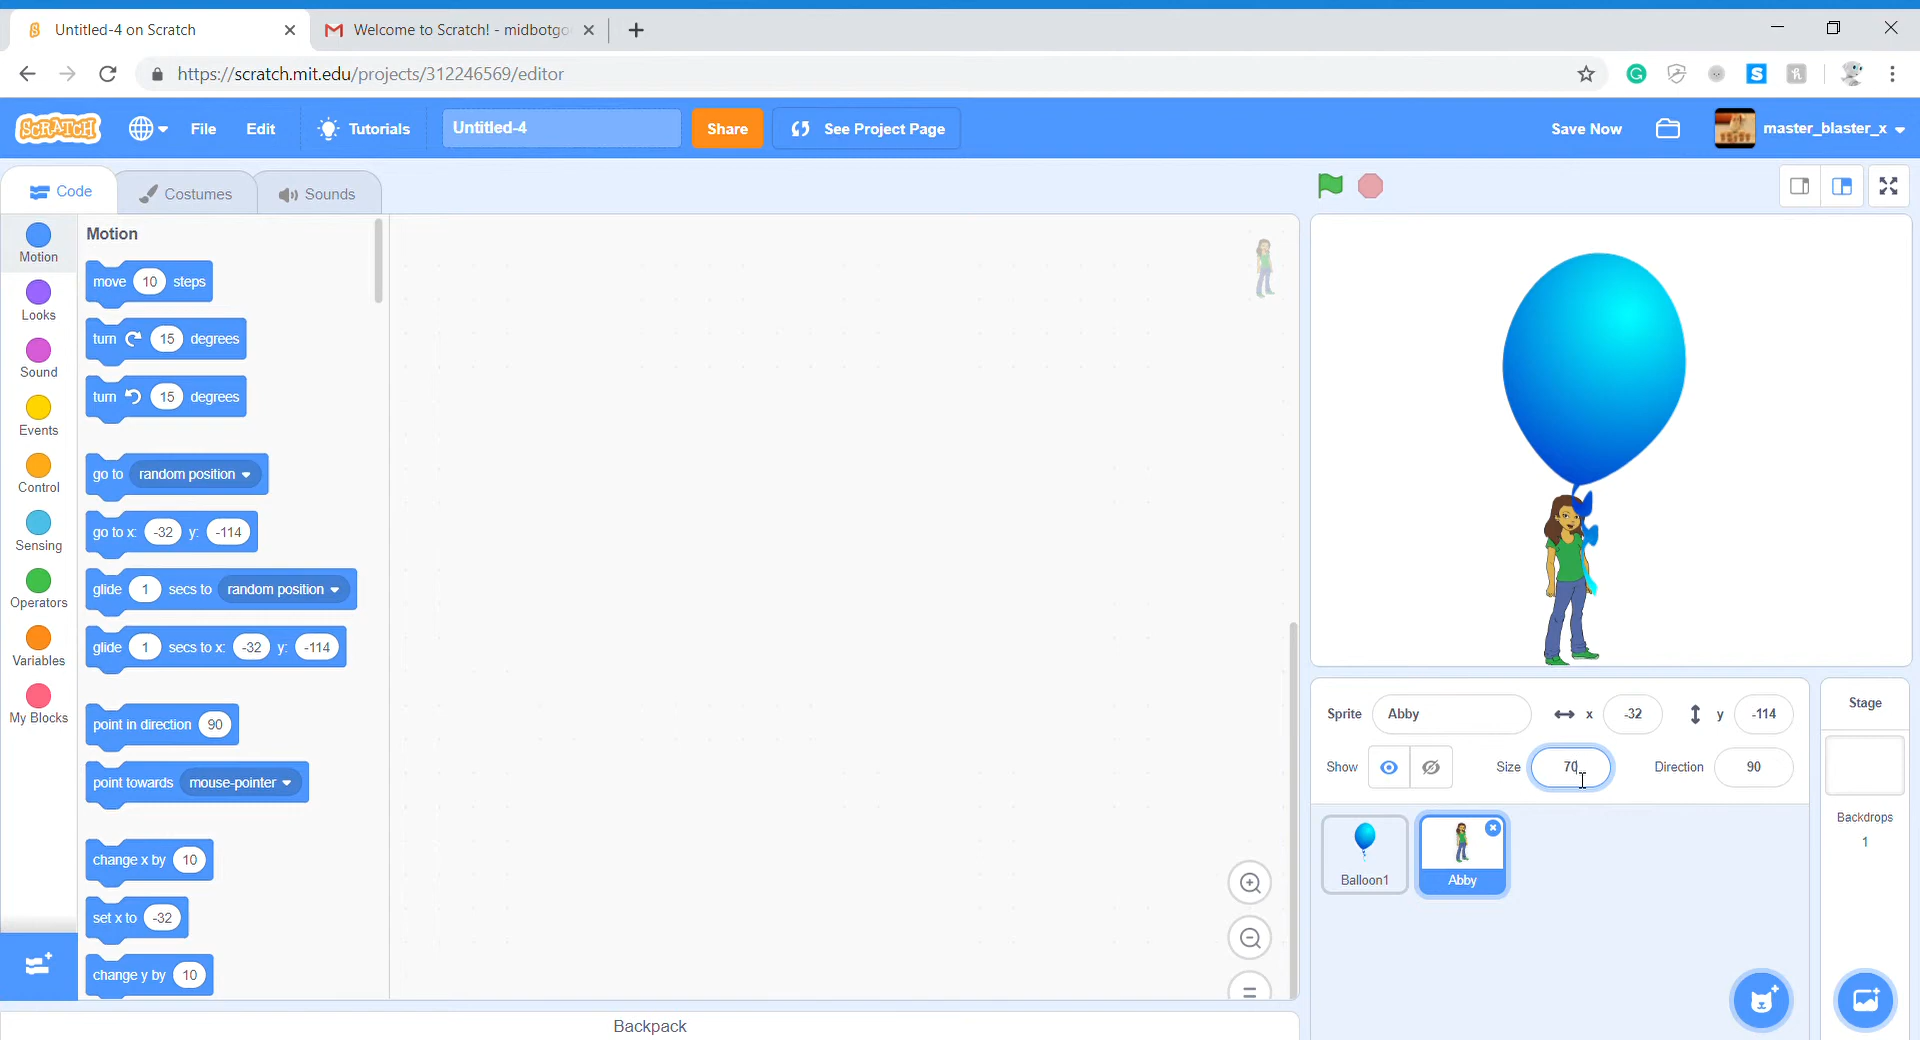 Untitled-4 on Scratch
Welcome to Scratch! - midbotgo
https://scratch.mit.edu/projects/312246569/editor
SCRATCH File Edit Tutorials Untitled-4 Share See Project Page Save Now master_blaster_x
Code Costumes Sounds
Motion
Looks
Sound
Events
Control
Sensing
Operators
Variables
My Blocks
Motion
move 10 steps
turn 15 degrees
turn 15 degrees
go to random position
go to x: -32 y: -114
glide 1 secs to random position
glide 1 secs to x: -32 y: -114
point in direction 90
point towards mouse-pointer
change x by 10
set x to -32
change y by 10
Backpack
Sprite Abby x -32 y -114
Show Size 70 Direction 90
Balloon1
Abby
Stage
Backdrops
1